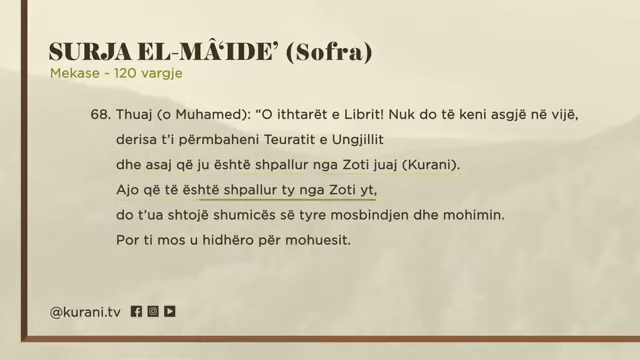 SURJA EL-MÂ‘IDE’ (Sofra)
Mekase - 120 vargje
68. Thuaj (o Muhamed): “O ithtarët e Librit! Nuk do të keni asgjë në vijë,
derisa t’i përmbaheni Teuratit e Ungjillit
dhe asaj që ju është shpallur nga Zoti juaj (Kurani).
Ajo që të është shpallur ty nga Zoti yt,
do t’ua shtojë shumicës së tyre mosbindjen dhe mohimin.
Por ti mos u hidhëro për mohuesit.
@kurani.tv